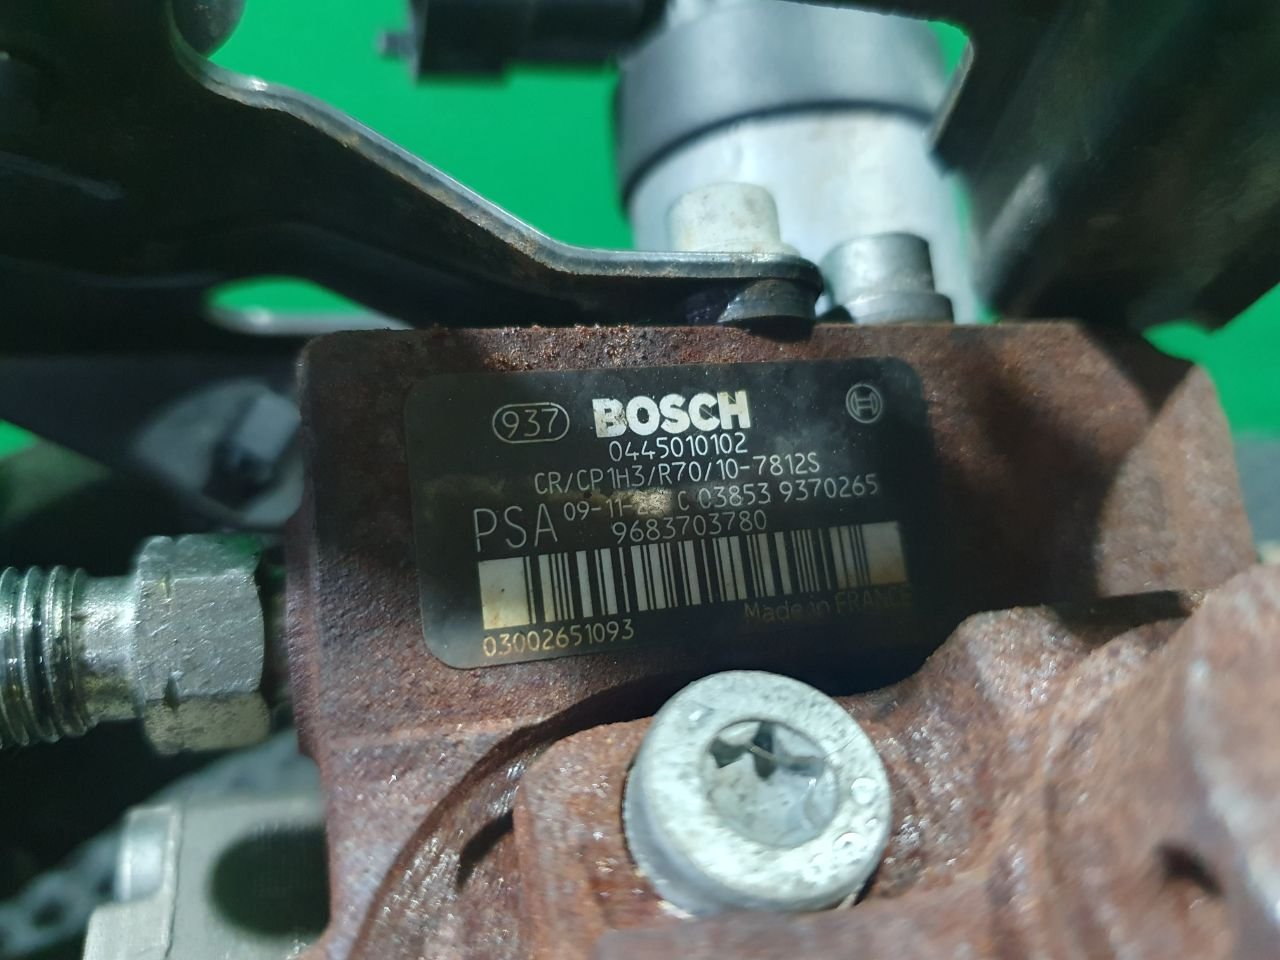 937 BOSCH
0445010102
CR/CP1H3/R70/10-7812S
PSA 09-11- C 03853 9370265
9683703780
Made in FRANCE
03002651093